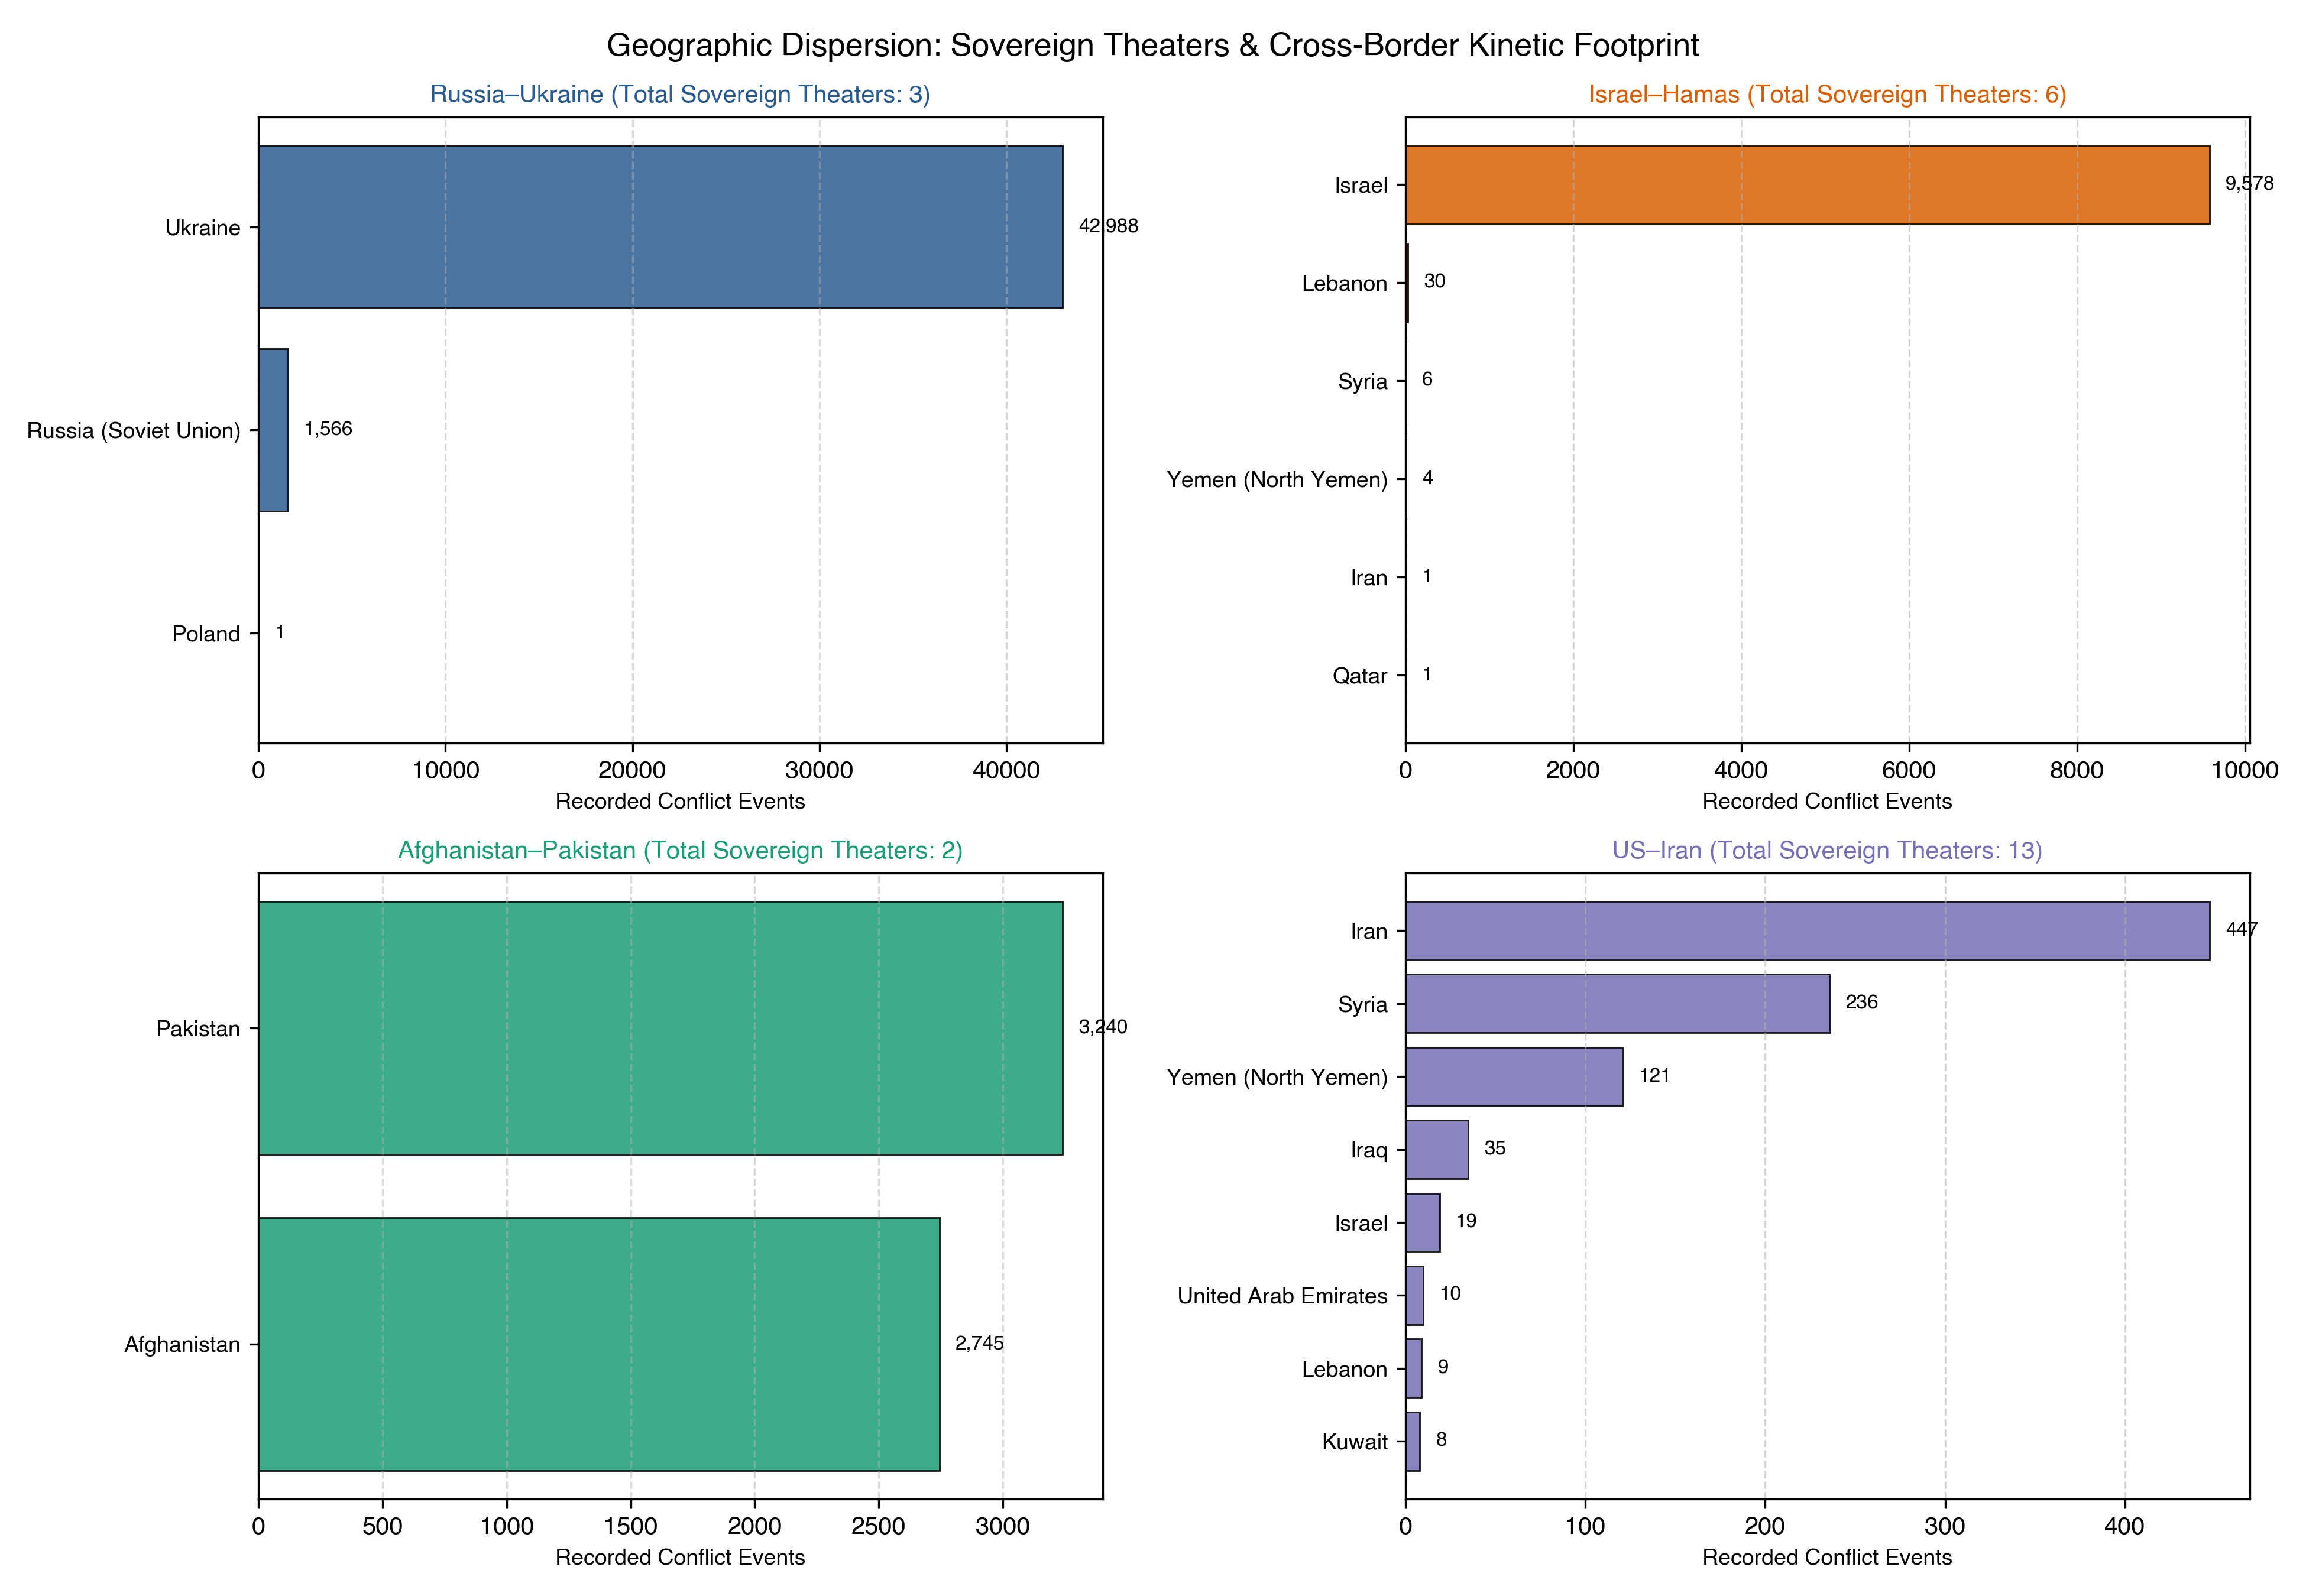 Geographic Dispersion: Sovereign Theaters & Cross-Border Kinetic Footprint
Russia–Ukraine (Total Sovereign Theaters: 3)
Ukraine
42,988
Russia (Soviet Union)
1,566
Poland
1
0 10000 20000 30000 40000
Recorded Conflict Events
Israel–Hamas (Total Sovereign Theaters: 6)
Israel
9,578
Lebanon
30
Syria
6
Yemen (North Yemen)
4
Iran
1
Qatar
1
0 2000 4000 6000 8000 10000
Recorded Conflict Events
Afghanistan–Pakistan (Total Sovereign Theaters: 2)
Pakistan
3,240
Afghanistan
2,745
0 500 1000 1500 2000 2500 3000
Recorded Conflict Events
US–Iran (Total Sovereign Theaters: 13)
Iran
447
Syria
236
Yemen (North Yemen)
121
Iraq
35
Israel
19
United Arab Emirates
10
Lebanon
9
Kuwait
8
0 100 200 300 400
Recorded Conflict Events